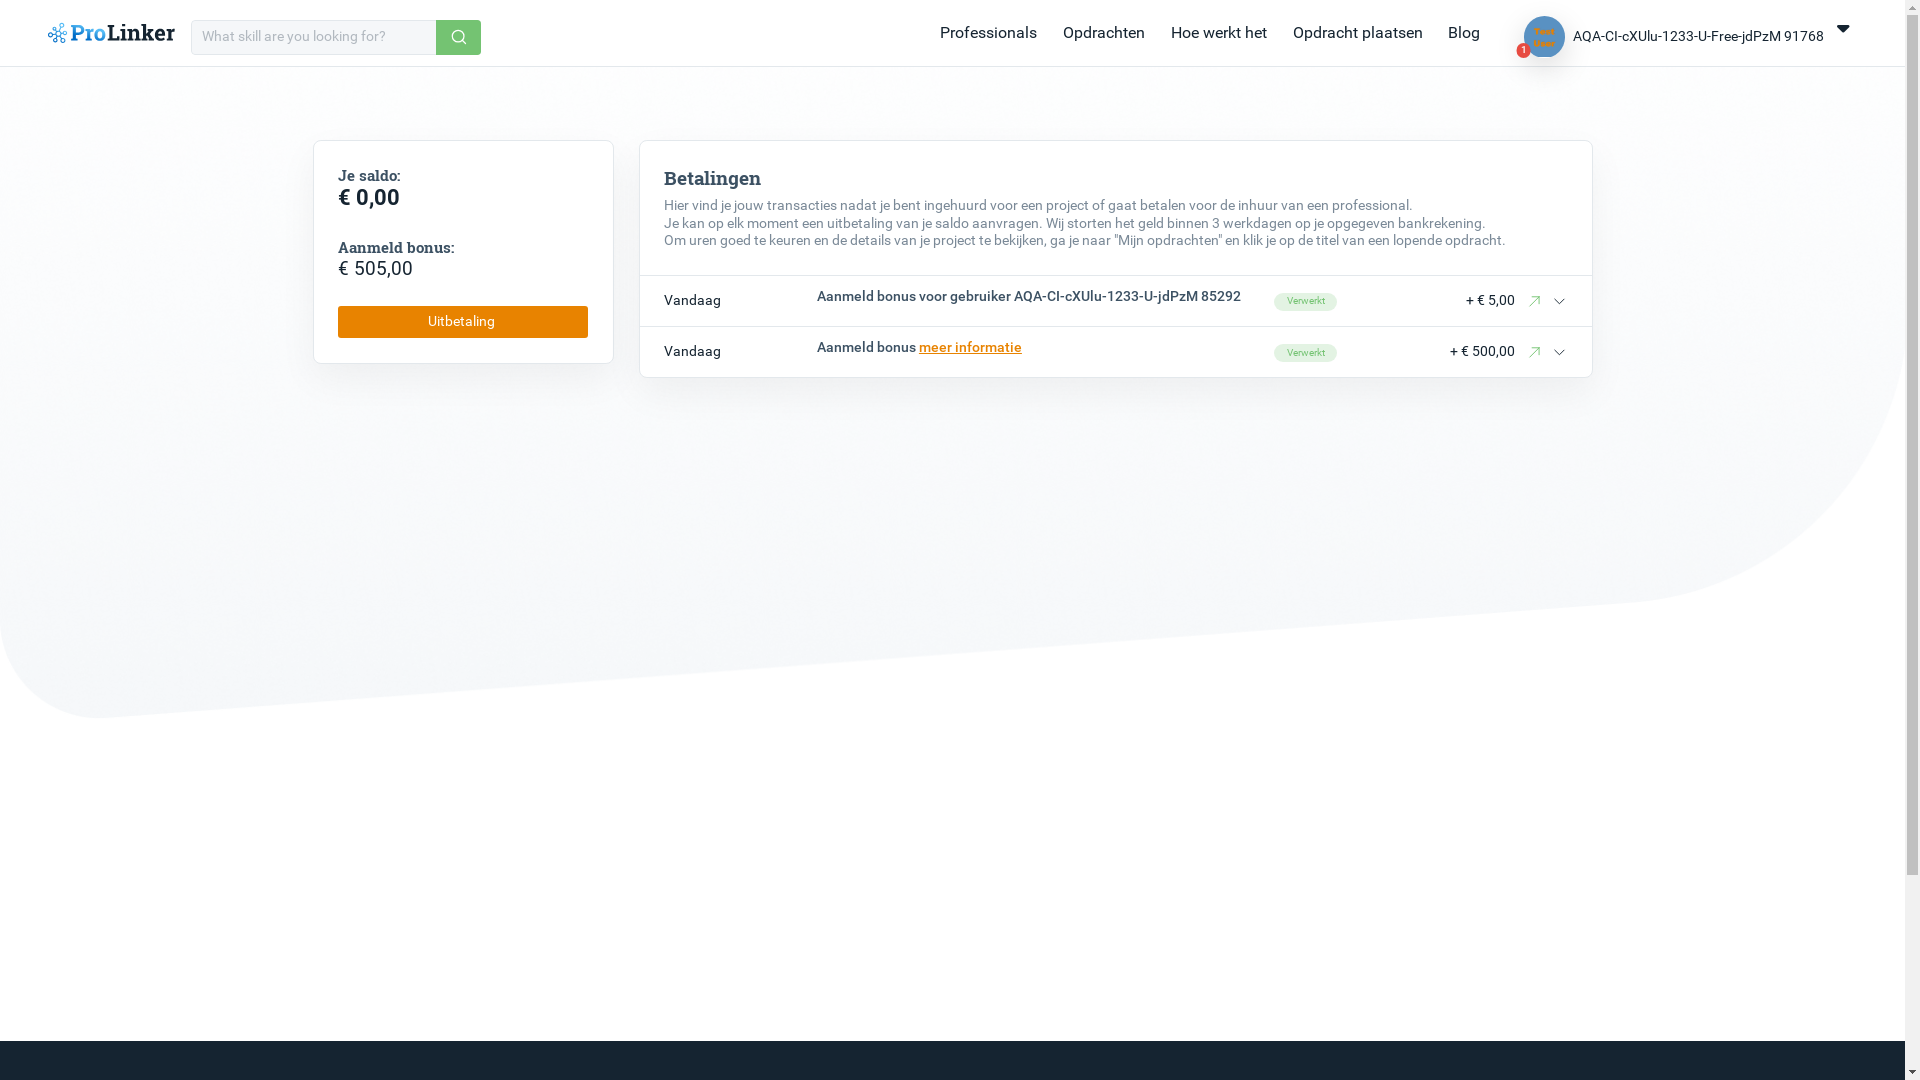 ProLinker
What skill are you looking for?
Professionals
Opdrachten
Hoe werkt het
Opdracht plaatsen
Blog
Test
User
1
AQA-CI-cXUlu-1233-U-Free-jdPzM 91768
Je saldo:
€ 0,00
Aanmeld bonus:
€ 505,00
Uitbetaling
Betalingen
Hier vind je jouw transacties nadat je bent ingehuurd voor een project of gaat betalen voor de inhuur van een professional.
Je kan op elk moment een uitbetaling van je saldo aanvragen. Wij storten het geld binnen 3 werkdagen op je opgegeven bankrekening.
Om uren goed te keuren en de details van je project te bekijken, ga je naar "Mijn opdrachten" en klik je op de titel van een lopende opdracht.
Vandaag Aanmeld bonus voor gebruiker AQA-CI-cXUlu-1233-U-jdPzM 85292 Verwerkt + € 5,00
Vandaag Aanmeld bonus meer informatie Verwerkt + € 500,00